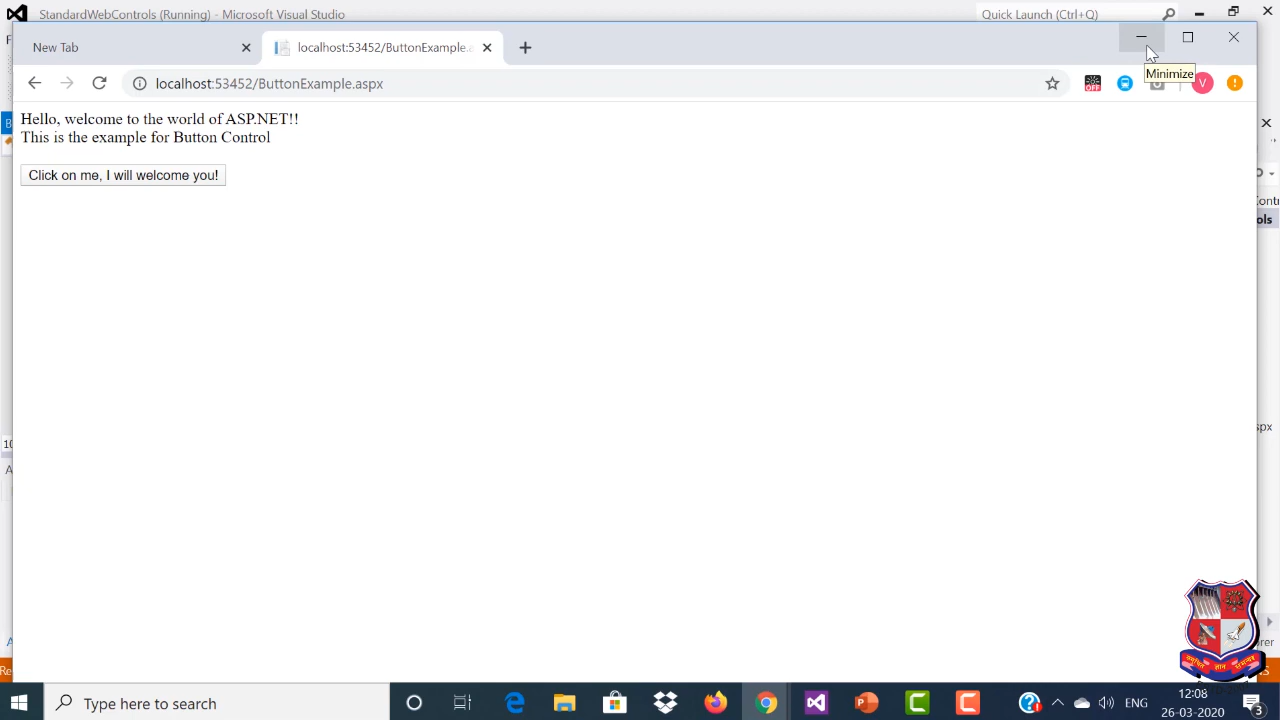 StandardWebControls (Running) - Microsoft Visual Studio
Quick Launch (Ctrl+Q)
New Tab
localhost:53452/ButtonExample.a
Minimize
localhost:53452/ButtonExample.aspx
OFF
V
Hello, welcome to the world of ASP.NET!!
This is the example for Button Control
Click on me, I will welcome you!
Type here to search
ENG
12:08
26-03-2020
3